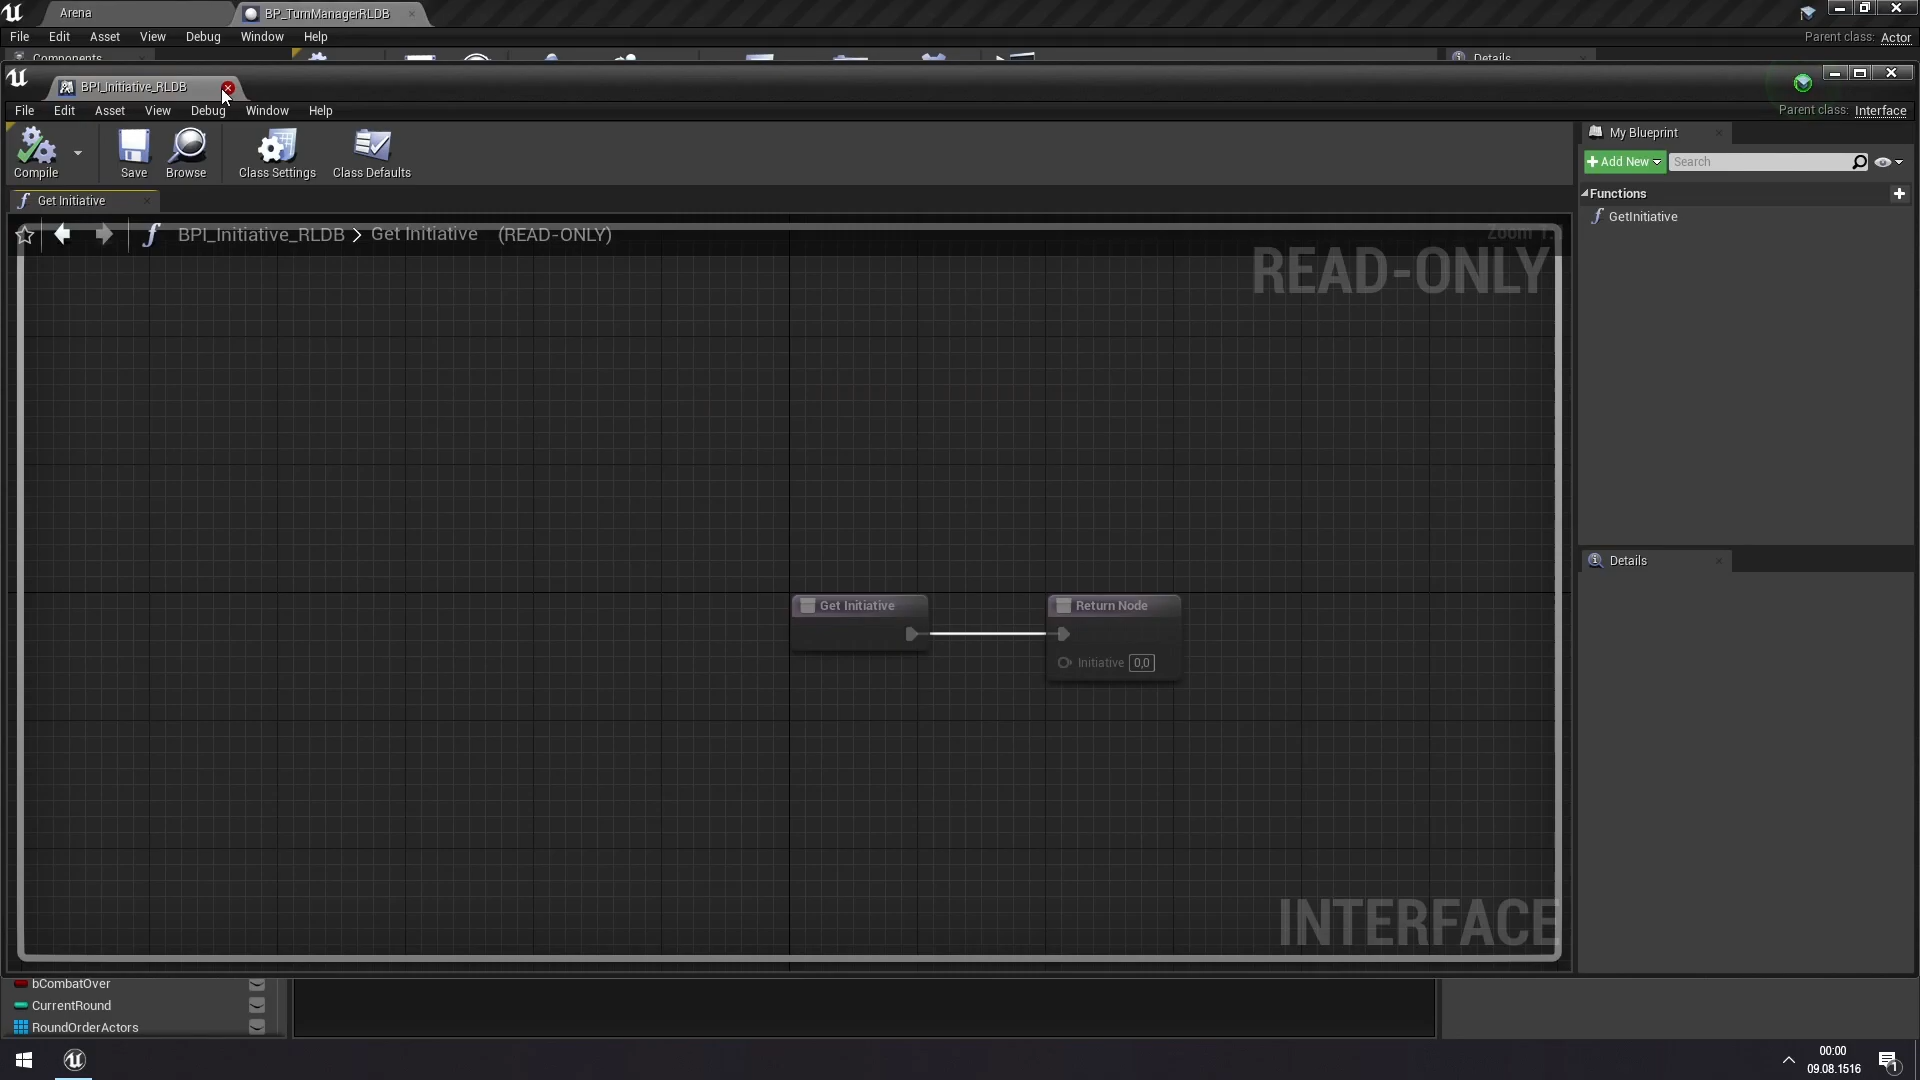 Arena
BP_TurnManagerRLDB
File Edit Asset View Debug Window Help
Parent class: Actor
Components
Details
BPI_Initiative_RLDB
File Edit Asset View Debug Window Help
Parent class: Interface
Compile
Save
Browse
Class Settings
Class Defaults
My Blueprint
Add New
Search
Functions
GetInitiative
Get Initiative
BPI_Initiative_RLDB > Get Initiative (READ-ONLY)
READ-ONLY
Details
Get Initiative
Return Node
Initiative 0,0
INTERFACE
bCombatOver
CurrentRound
RoundOrderActors
00:00
09.08.1516
1